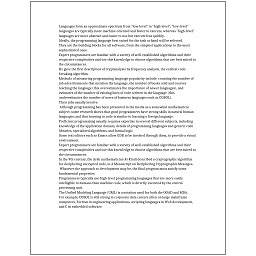 Languages form an approximate spectrum from "low-level" to "high-level"; "low-level"
languages are typically more machine-oriented and faster to execute, whereas "high-level"
languages are more abstract and easier to use but execute less quickly.
Ideally, the programming language best suited for the task at hand will be selected.
They are the building blocks for all software, from the simplest applications to the most
sophisticated ones.
Expert programmers are familiar with a variety of well-established algorithms and their
respective complexities and use this knowledge to choose algorithms that are best suited to
the circumstances.
He gave the first description of cryptanalysis by frequency analysis, the earliest code-
breaking algorithm.
Methods of measuring programming language popularity include: counting the number of
job advertisements that mention the language, the number of books sold and courses
teaching the language (this overestimates the importance of newer languages), and
estimates of the number of existing lines of code written in the language (this
underestimates the number of users of business languages such as COBOL).
Their jobs usually involve:
Although programming has been presented in the media as a somewhat mathematical
subject, some research shows that good programmers have strong skills in natural human
languages, and that learning to code is similar to learning a foreign language.
Proficient programming usually requires expertise in several different subjects, including
knowledge of the application domain, details of programming languages and generic code
libraries, specialized algorithms, and formal logic.
Some text editors such as Emacs allow GDB to be invoked through them, to provide a visual
environment.
Expert programmers are familiar with a variety of well-established algorithms and their
respective complexities and use this knowledge to choose algorithms that are best suited to
the circumstances.
In the 9th century, the Arab mathematician Al-Kindi described a cryptographic algorithm
for deciphering encrypted code, in A Manuscript on Deciphering Cryptographic Messages.
Whatever the approach to development may be, the final program must satisfy some
fundamental properties.
Programs in typically use high-level programming languages that are more easily
intelligible to humans than machine code, which is directly executed by the central
processing unit.
The Unified Modeling Language (UML) is a notation used for both the OOAD and MDA.
For example, COBOL is still strong in corporate data centers often on large mainframe
computers, Fortran in engineering applications, scripting languages in Web development,
and C in embedded software.